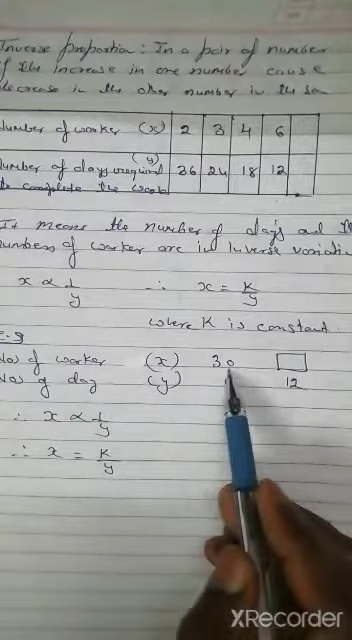 Inverse proportion: In a pair of number
if the increase in one number cause
decrease in the other number in the sa
number of worker (x) 2 3 4 6
number of days required (y) 36 24 18 12
to complete the work
It means the number of days and th
numbers of worker are in Inverse variati
x ∝ 1/y ∴ x = K/y
where K is constant.
e.g
No. of worker (x) 30 □
No. of day (y) 12
∴ x ∝ 1/y
∴ x = K/y
XRecorder